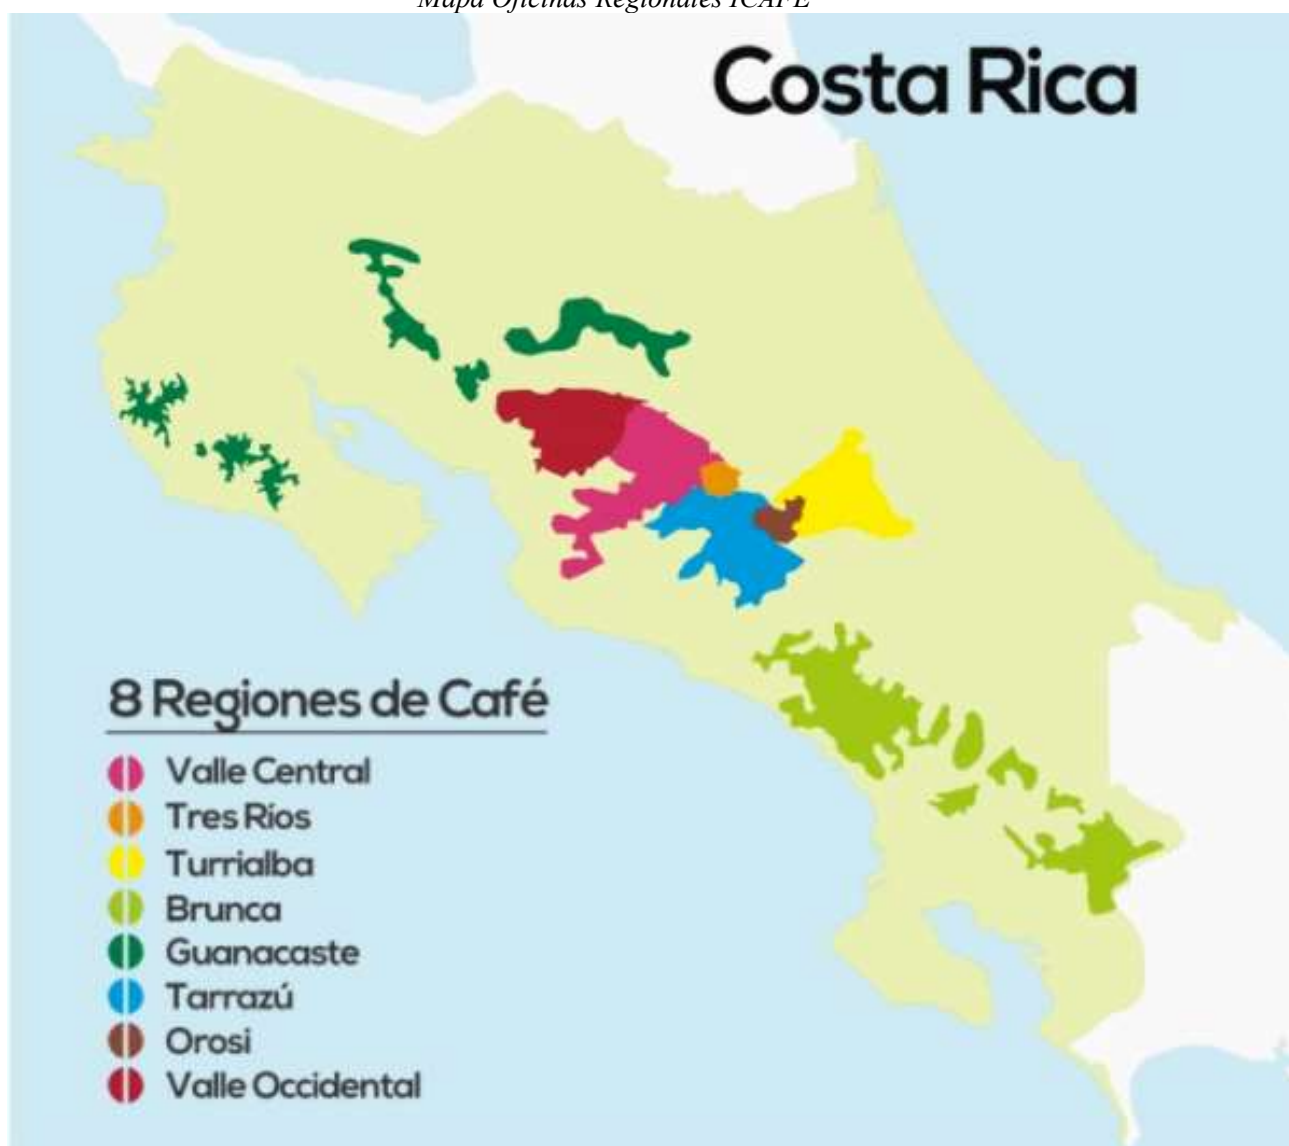 Mapa Oficinas Regionales ICAFE
Costa Rica
8 Regiones de Café
Valle Central
Tres Ríos
Turrialba
Brunca
Guanacaste
Tarrazú
Orosi
Valle Occidental